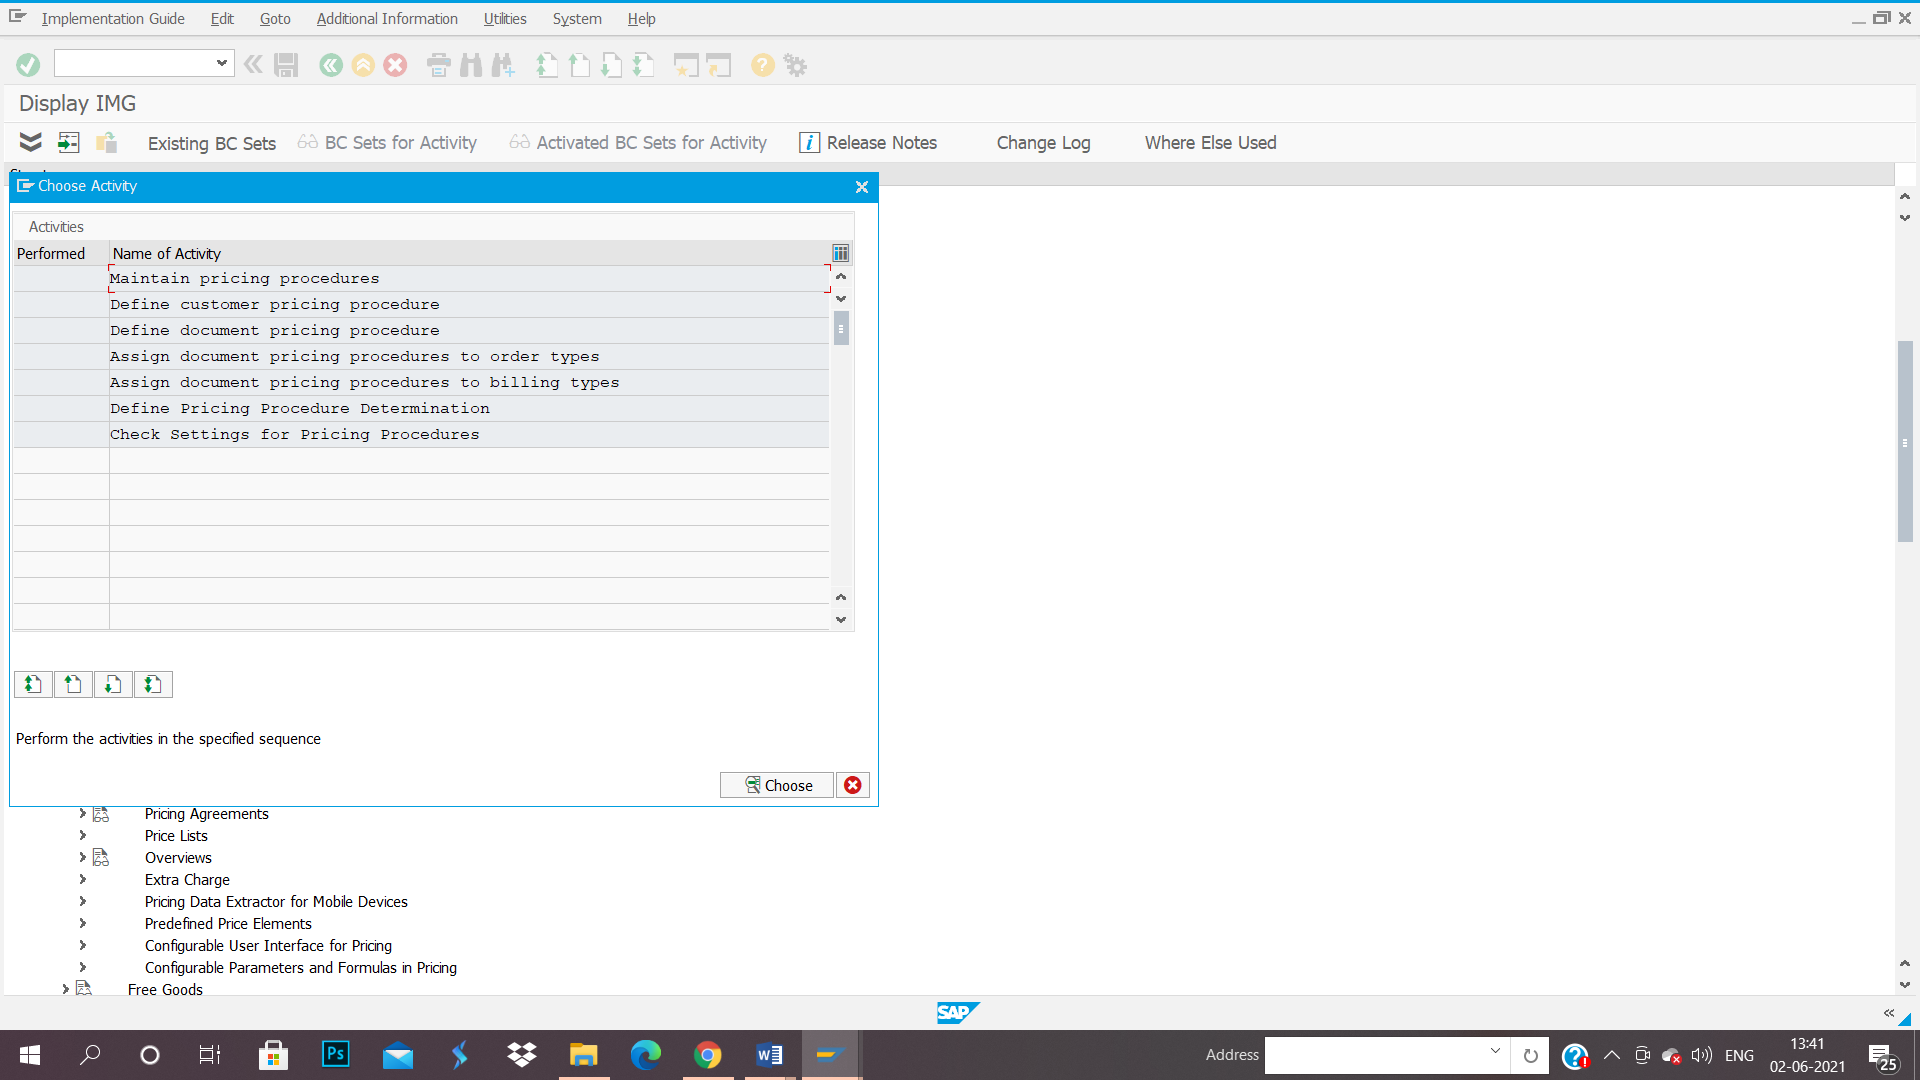 Implementation Guide Edit Goto Additional Information Utilities System Help
Display IMG
Existing BC Sets BC Sets for Activity Activated BC Sets for Activity i Release Notes Change Log Where Else Used
Choose Activity
Activities
Performed Name of Activity
Maintain pricing procedures
Define customer pricing procedure
Define document pricing procedure
Assign document pricing procedures to order types
Assign document pricing procedures to billing types
Define Pricing Procedure Determination
Check Settings for Pricing Procedures
Perform the activities in the specified sequence
Choose
Pricing Agreements
Price Lists
Overviews
Extra Charge
Pricing Data Extractor for Mobile Devices
Predefined Price Elements
Configurable User Interface for Pricing
Configurable Parameters and Formulas in Pricing
Free Goods
SAP
Ps Address ENG 13:41
02-06-2021 25